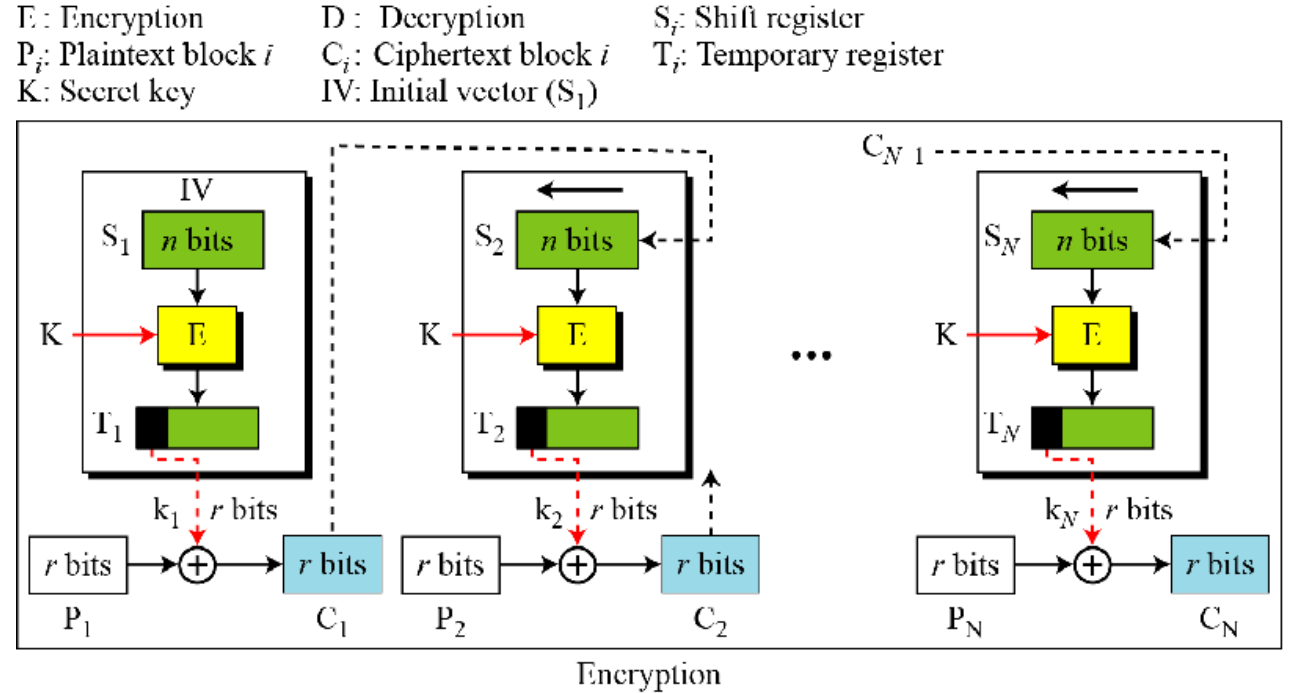 E : Encryption D : Decryption S_i: Shift register
P_i: Plaintext block i C_i: Ciphertext block i T_i: Temporary register
K: Secret key IV: Initial vector (S_1)
C_N 1
IV
S_1 n bits S_2 n bits S_N n bits
K E K E ... K E
T_1 T_2 T_N
k_1 r bits k_2 r bits k_N r bits
r bits + r bits r bits + r bits r bits + r bits
P_1 C_1 P_2 C_2 P_N C_N
Encryption